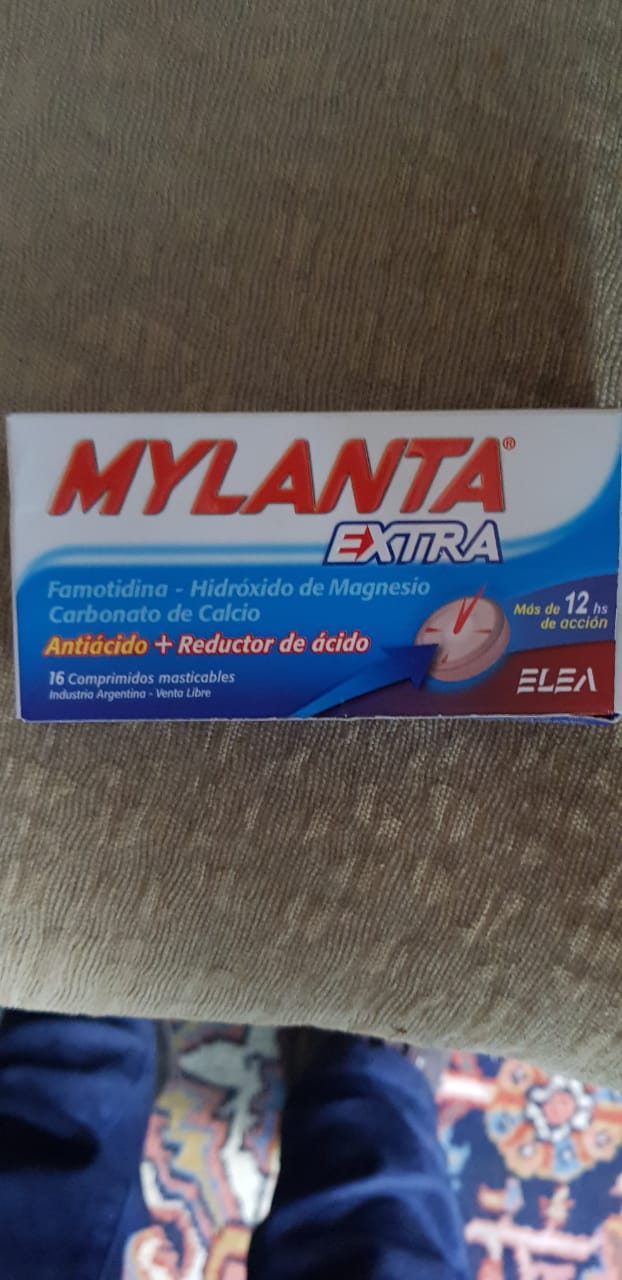 MYLANTA®
EXTRA
Famotidina - Hidróxido de Magnesio
Carbonato de Calcio
Antiácido + Reductor de ácido
16 Comprimidos masticables
Industria Argentina - Venta Libre
Más de 12 hs
de acción
ELEA